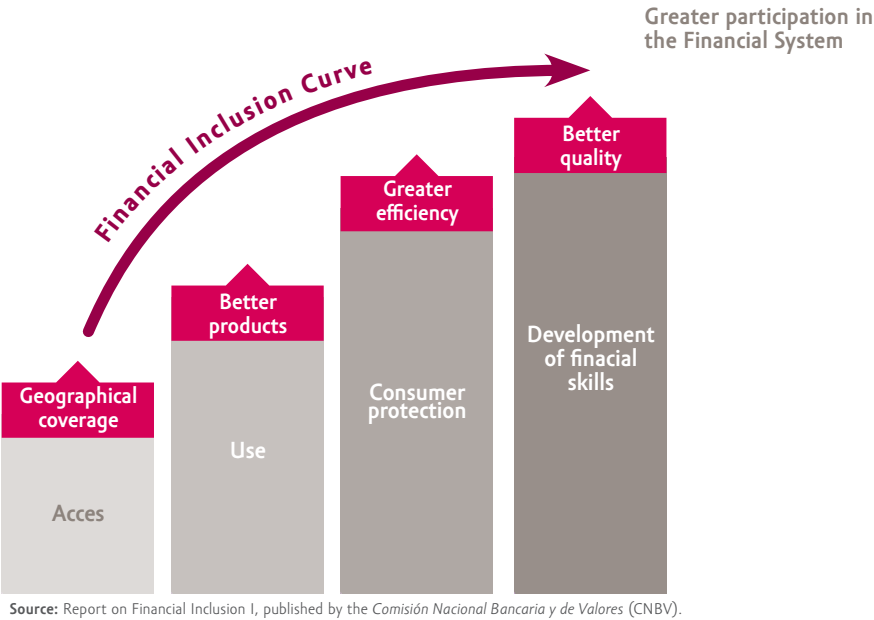 Greater participation in
the Financial System
Financial Inclusion Curve
Better
quality
Greater
efficiency
Better
products
Development
of finacial
skills
Geographical
coverage
Consumer
protection
Use
Acces
Source: Report on Financial Inclusion I, published by the Comisión Nacional Bancaria y de Valores (CNBV).